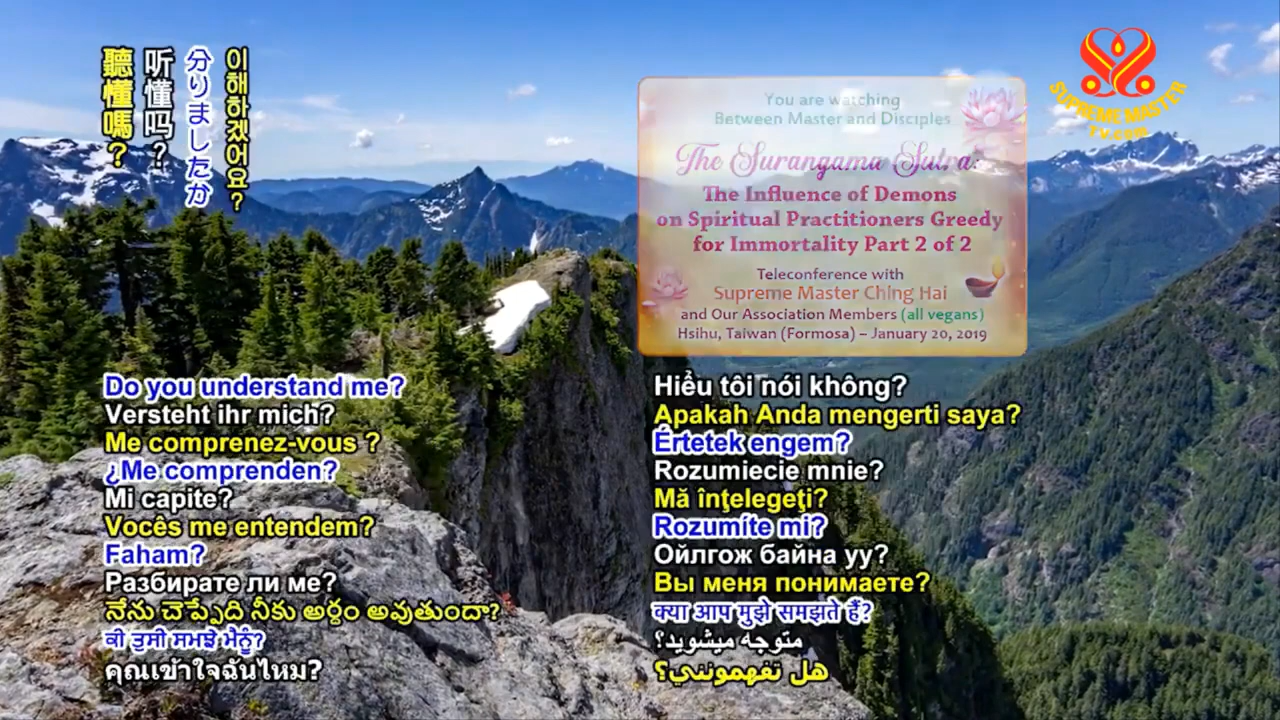 聽懂嗎？
听懂吗？
分りましたか
이해하겠어요?
You are watching
Between Master and Disciples
The Surangama Sutra:
The Influence of Demons
on Spiritual Practitioners Greedy
for Immortality Part 2 of 2
Teleconference with
Supreme Master Ching Hai
and Our Association Members (all vegans)
Hsihu, Taiwan (Formosa) – January 20, 2019
SUPREME MASTER
TV.com
Do you understand me?
Versteht ihr mich?
Me comprenez-vous ?
¿Me comprenden?
Mi capite?
Vocês me entendem?
Faham?
Разбирате ли ме?
నేను చెప్పేది నీకు అర్థం అవుతుందా?
ਕੀ ਤੁਸੀ ਸਮਝੇ ਮੈਨੂੰ?
คุณเข้าใจฉันไหม?
Hiểu tôi nói không?
Apakah Anda mengerti saya?
Értetek engem?
Rozumiecie mnie?
Mă înţelegeţi?
Rozumíte mi?
Ойлгож байна уу?
Вы меня понимаете?
क्या आप मुझे समझते हैं?
متوجه میشوید؟
هل تفهمونني؟